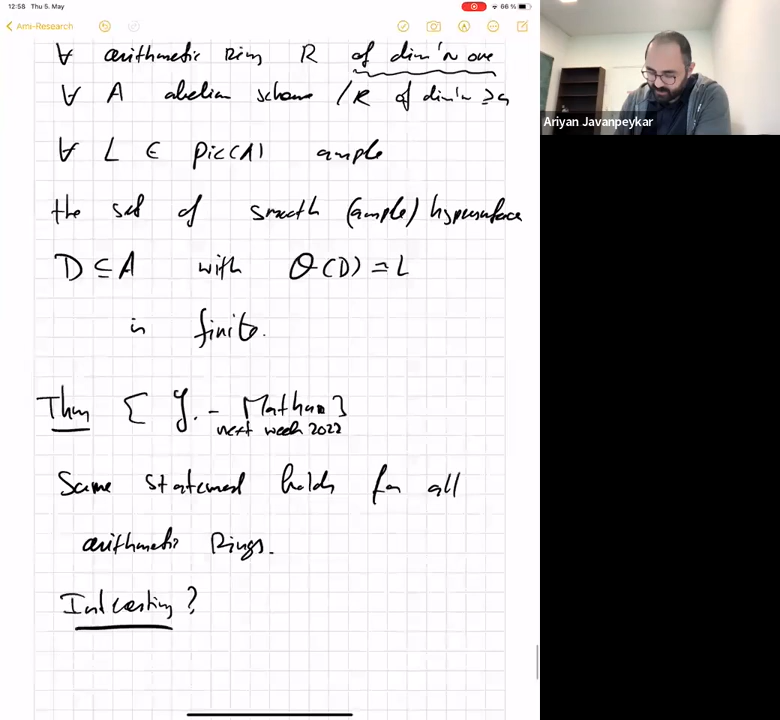 12:58 Thu 5. May
66 %
Ami-Research
∀ arithmetic ring R of dim'n one
∀ A abelian scheme /R of dim'n ≥ 4
∀ L ∈ Pic(A) ample
the set of smooth (ample) hypersurface
D ⊆ A with O(D) ≅ L
is finite.
Thm [ J. - Mathur ]
next week 2022
Same statement holds for all
arithmetic Rings.
Interesting?
Ariyan Javanpeykar